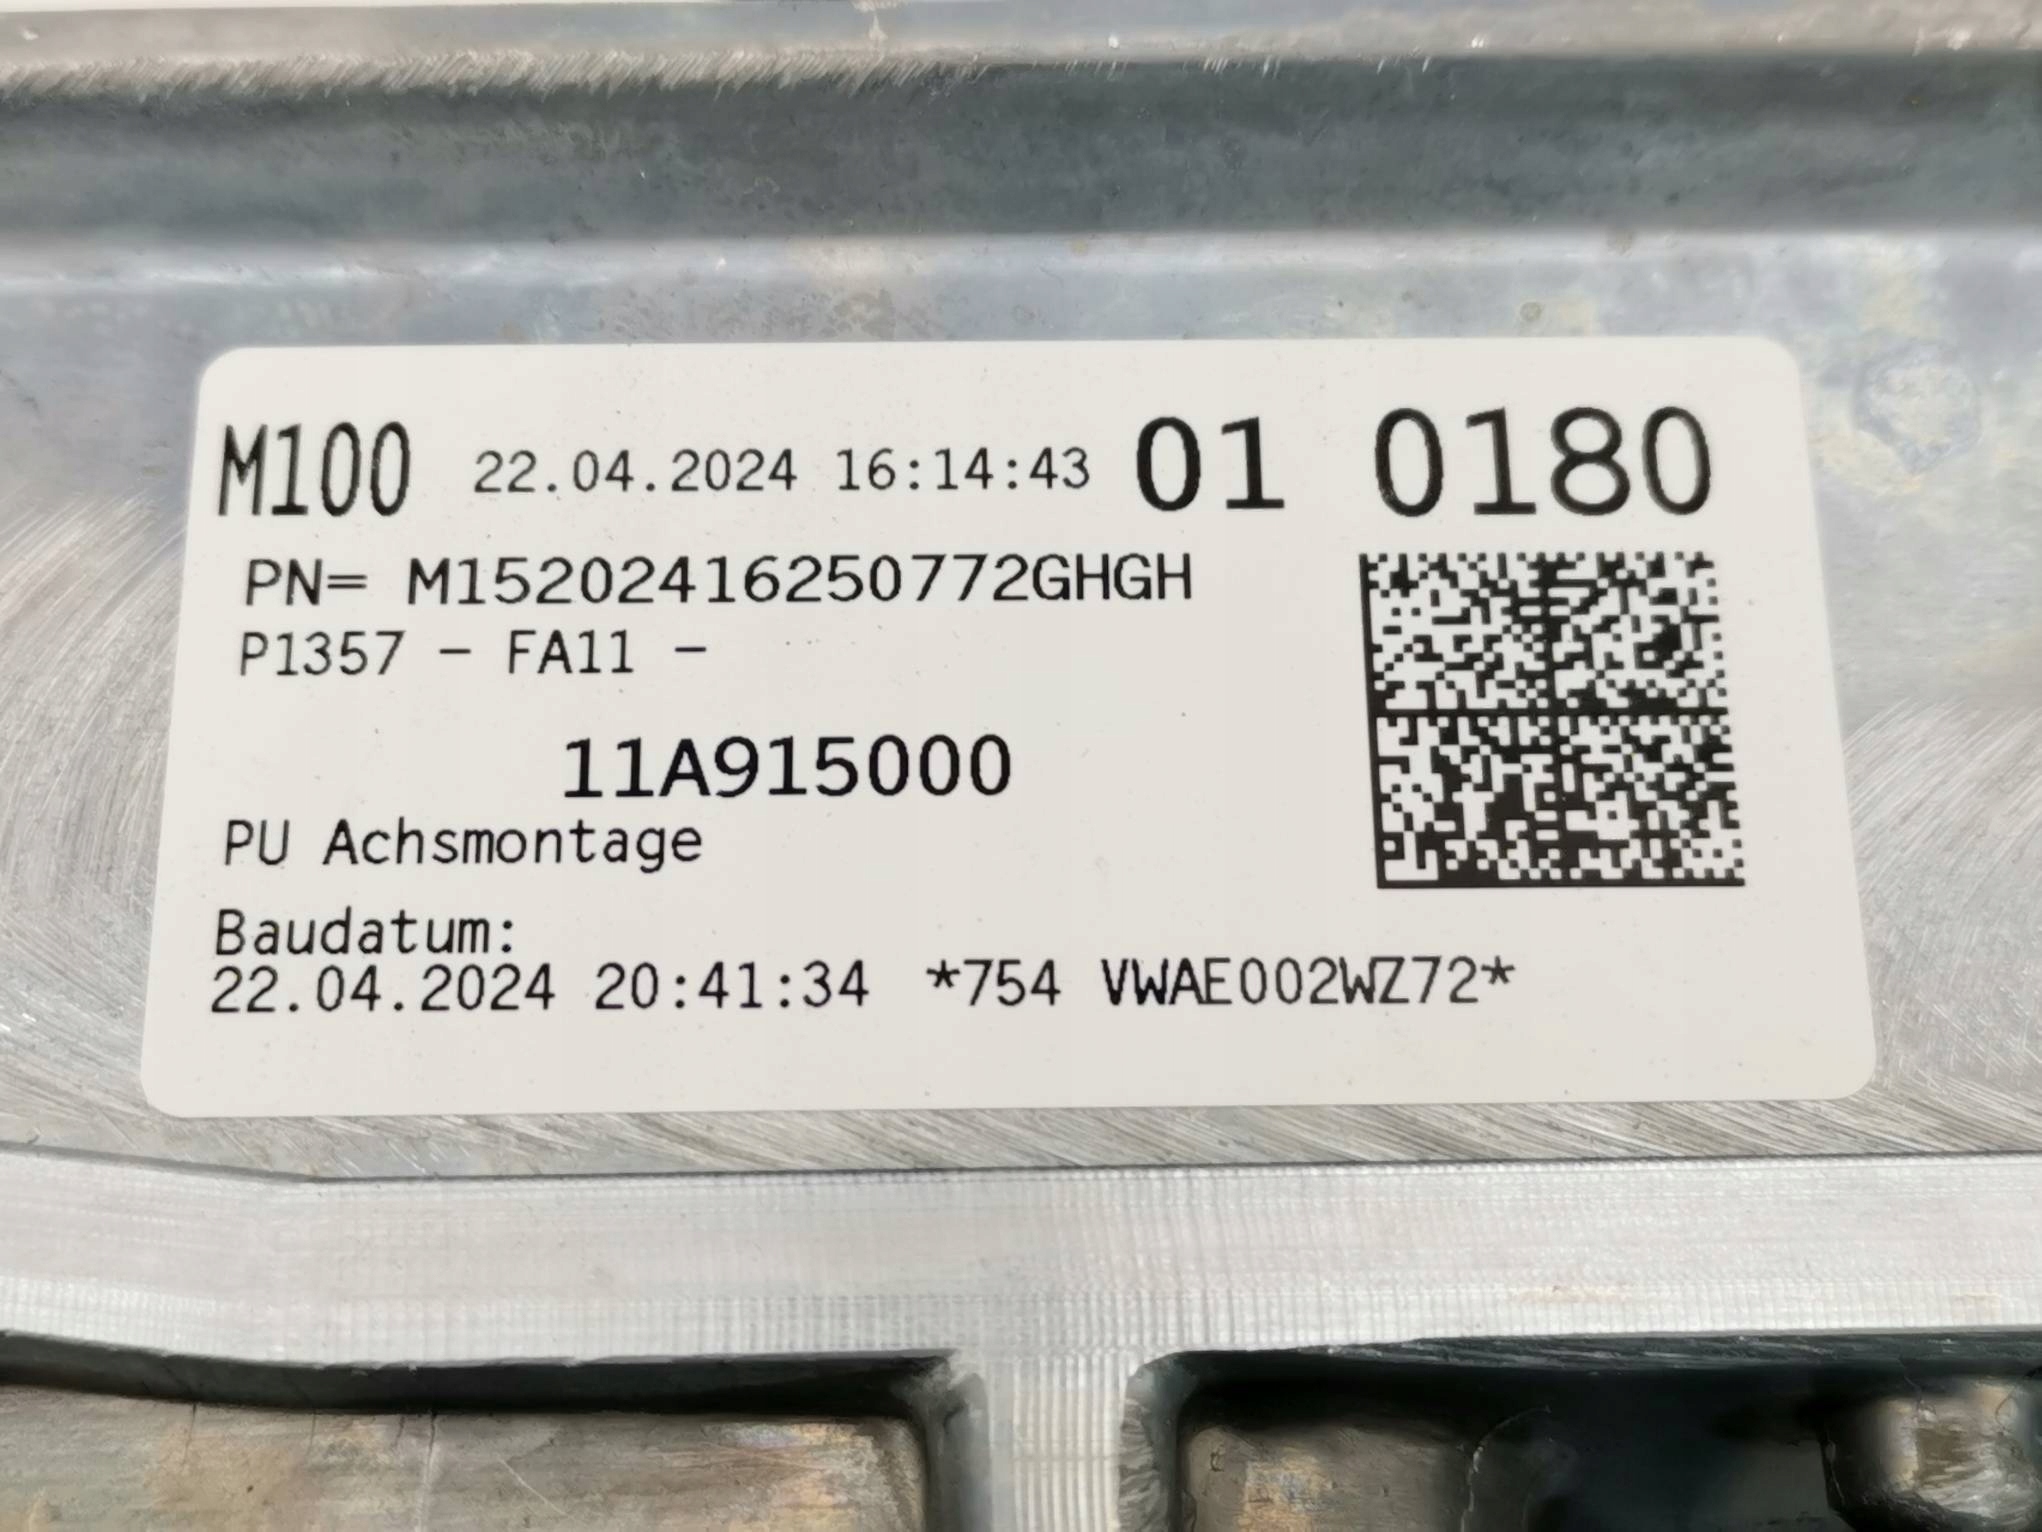 M100 22.04.2024 16:14:43 01 0180
PN= M15202416250772GHGH
P1357 - FA11 -
11A915000
PU Achsmontage
Baudatum:
22.04.2024 20:41:34 *754 VWAE002WZ72*